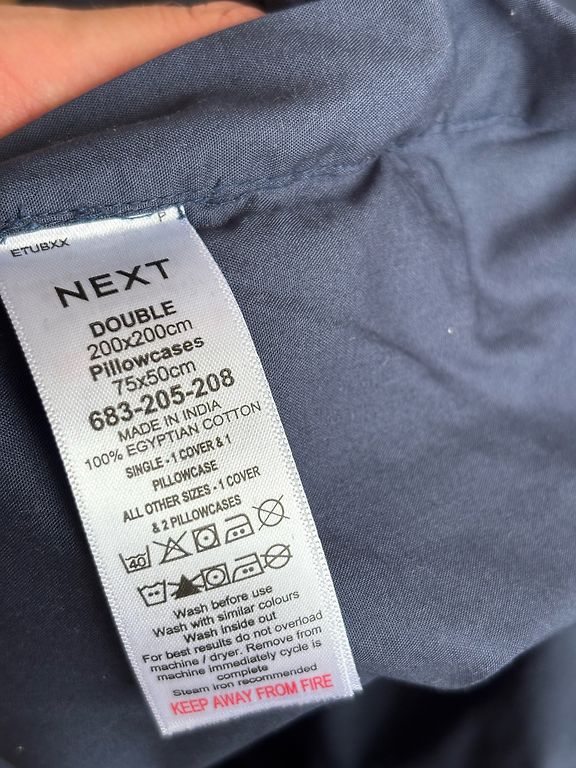 P
ETUBXX
NEXT
DOUBLE
200x200cm
Pillowcases
75x50cm
683-205-208
MADE IN INDIA
100% EGYPTIAN COTTON
SINGLE - 1 COVER & 1
PILLOWCASE
ALL OTHER SIZES - 1 COVER
& 2 PILLOWCASES
40
Wash before use
Wash with similar colours
Wash inside out
For best results do not overload
machine / dryer. Remove from
machine immediately cycle is
complete
Steam iron recommended
KEEP AWAY FROM FIRE